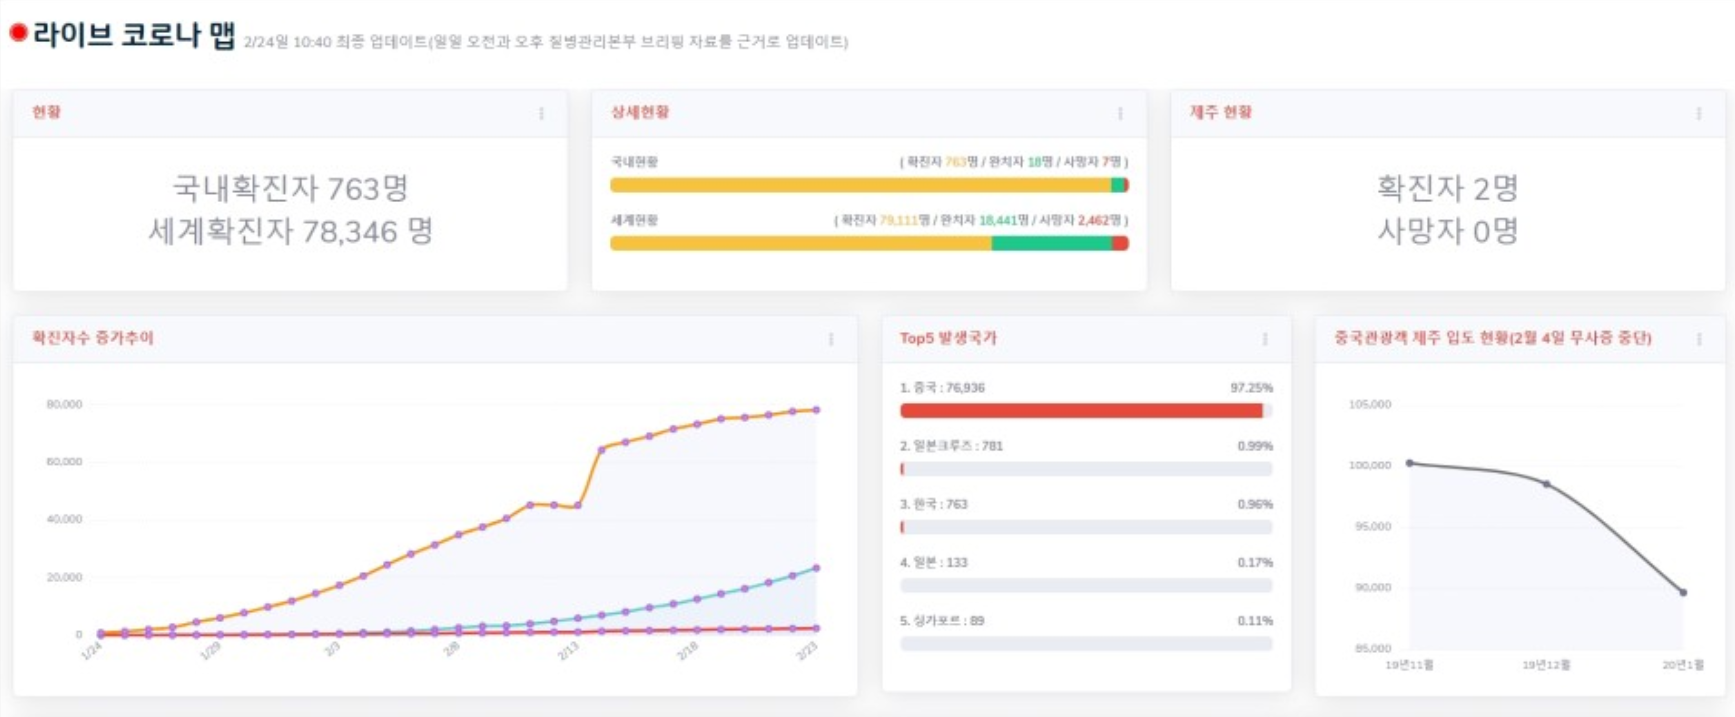 라이브 코로나 맵 2/24일 10:40 최종 업데이트(일일 오전과 오후 질병관리본부 브리핑 자료를 근거로 업데이트)
현황
국내확진자 763명
세계확진자 78,346 명
상세현황
국내현황 ( 확진자 763명 / 완치자 18명 / 사망자 7명 )
세계현황 ( 확진자 79,111명 / 완치자 18,441명 / 사망자 2,462명 )
제주 현황
확진자 2명
사망자 0명
확진자수 증가추이
80,000
60,000
40,000
20,000
0
1/24 1/29 2/3 2/8 2/13 2/18 2/23
Top5 발생국가
1. 중국 : 76,936 97.25%
2. 일본크루즈 : 781 0.99%
3. 한국 : 763 0.96%
4. 일본 : 133 0.17%
5. 싱가포르 : 89 0.11%
중국관광객 제주 입도 현황(2월 4일 무사증 중단)
105,000
100,000
95,000
90,000
85,000
19년11월 19년12월 20년1월